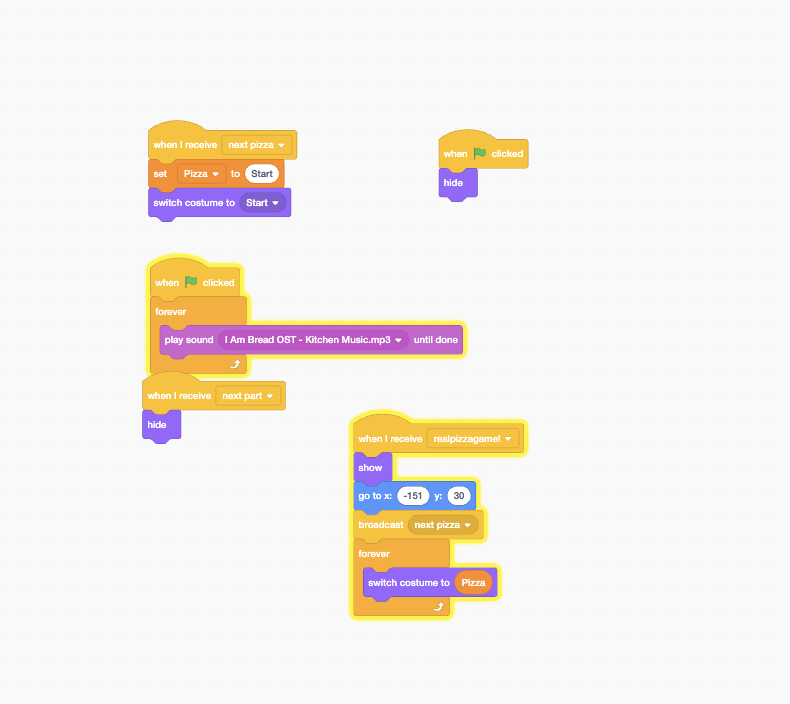 when I receive next pizza
set Pizza to Start
switch costume to Start
when clicked
hide
when clicked
forever
play sound I Am Bread OST - Kitchen Music.mp3 until done
when I receive next part
hide
when I receive realpizzagame!
show
go to x: -151 y: 30
broadcast next pizza
forever
switch costume to Pizza